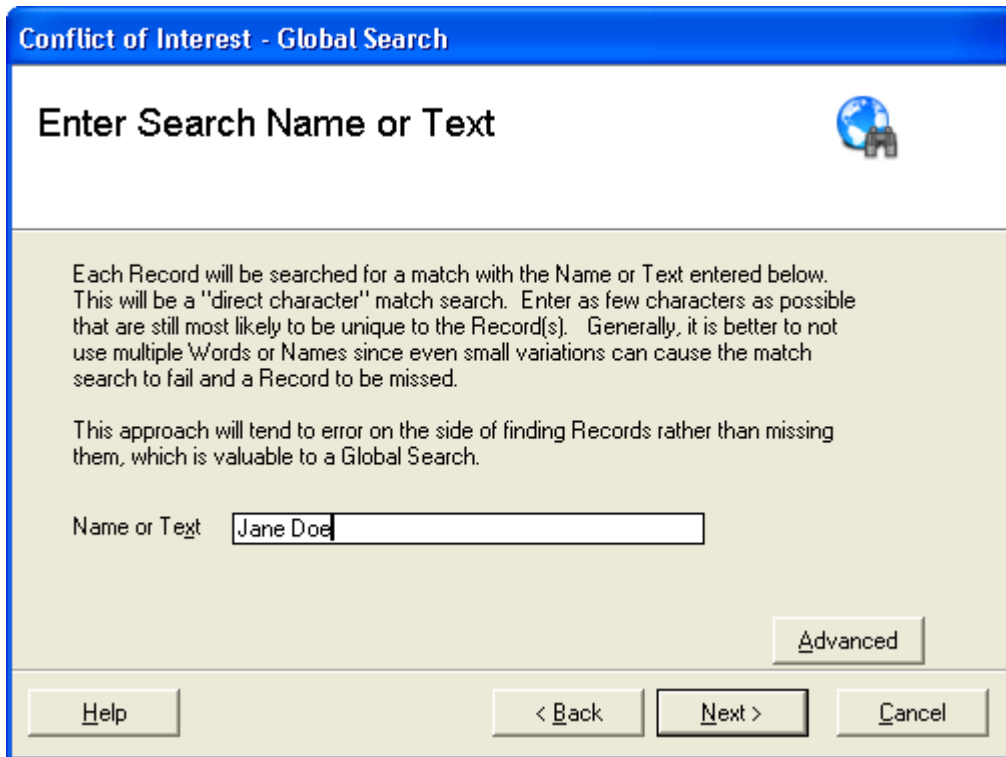 Conflict of Interest - Global Search
Enter Search Name or Text
Each Record will be searched for a match with the Name or Text entered below.
This will be a "direct character" match search.  Enter as few characters as possible
that are still most likely to be unique to the Record(s).   Generally, it is better to not
use multiple Words or Names since even small variations can cause the match
search to fail and a Record to be missed.
This approach will tend to error on the side of finding Records rather than missing
them, which is valuable to a Global Search.
Name or Text Jane Doe
Advanced
Help < Back Next > Cancel